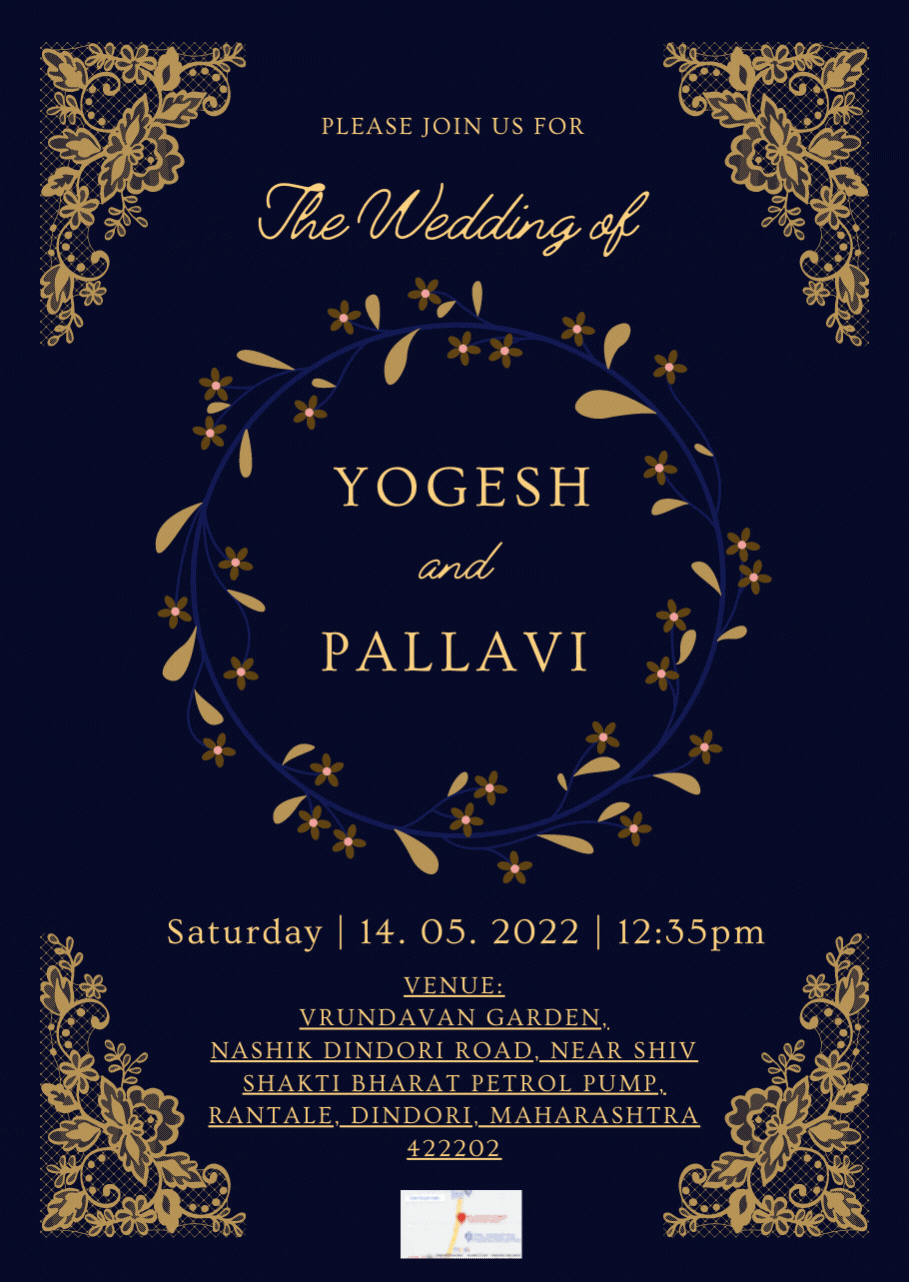 PLEASE JOIN US FOR
The Wedding of
YOGESH
and
PALLAVI
Saturday | 14. 05. 2022 | 12:35pm
VENUE:
VRUNDAVAN GARDEN,
NASHIK DINDORI ROAD, NEAR SHIV
SHAKTI BHARAT PETROL PUMP,
RANTALE, DINDORI, MAHARASHTRA
422202